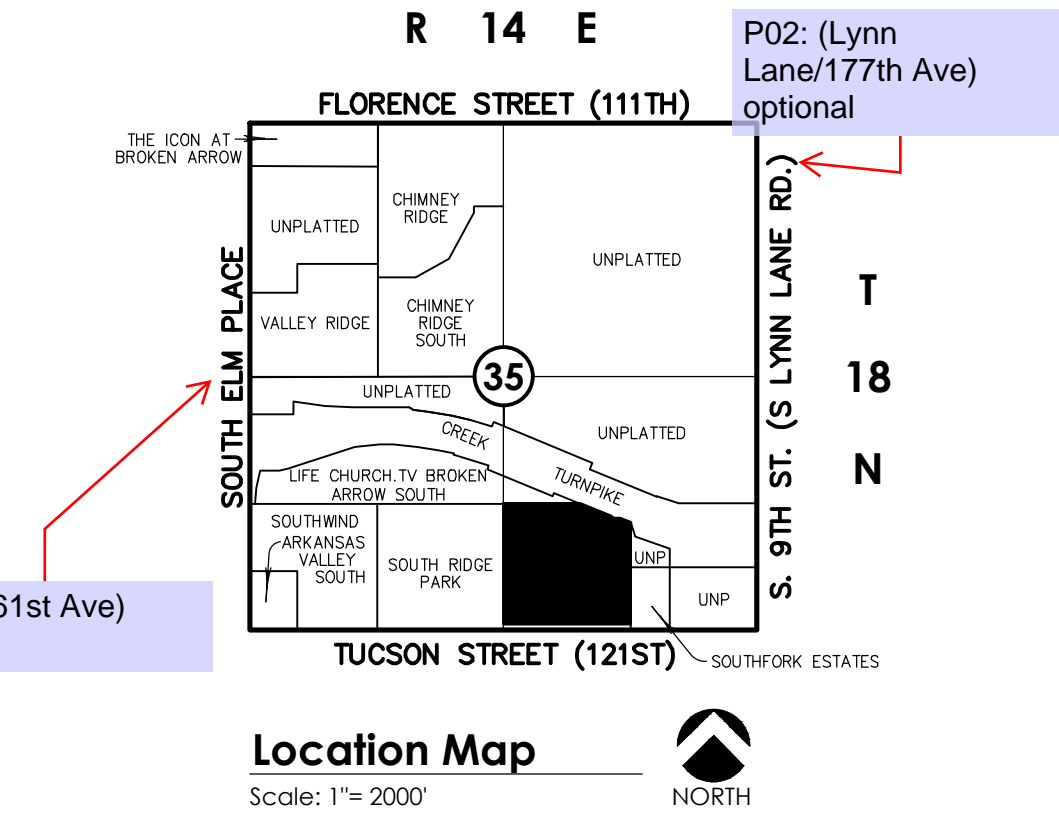 R 14 E
P02: (Lynn
Lane/177th Ave)
optional
FLORENCE STREET (111TH)
THE ICON AT
BROKEN ARROW
CHIMNEY
RIDGE
UNPLATTED
UNPLATTED
SOUTH ELM PLACE
S. 9TH ST. (S LYNN LANE RD.)
T
18
N
VALLEY RIDGE
CHIMNEY
RIDGE
SOUTH
35
UNPLATTED
CREEK
TURNPIKE
UNPLATTED
LIFE CHURCH.TV BROKEN
ARROW SOUTH
SOUTHWIND
ARKANSAS
VALLEY
SOUTH
SOUTH RIDGE
PARK
UNP
UNP
61st Ave)
TUCSON STREET (121ST)
SOUTHFORK ESTATES
Location Map
Scale: 1"= 2000'
NORTH